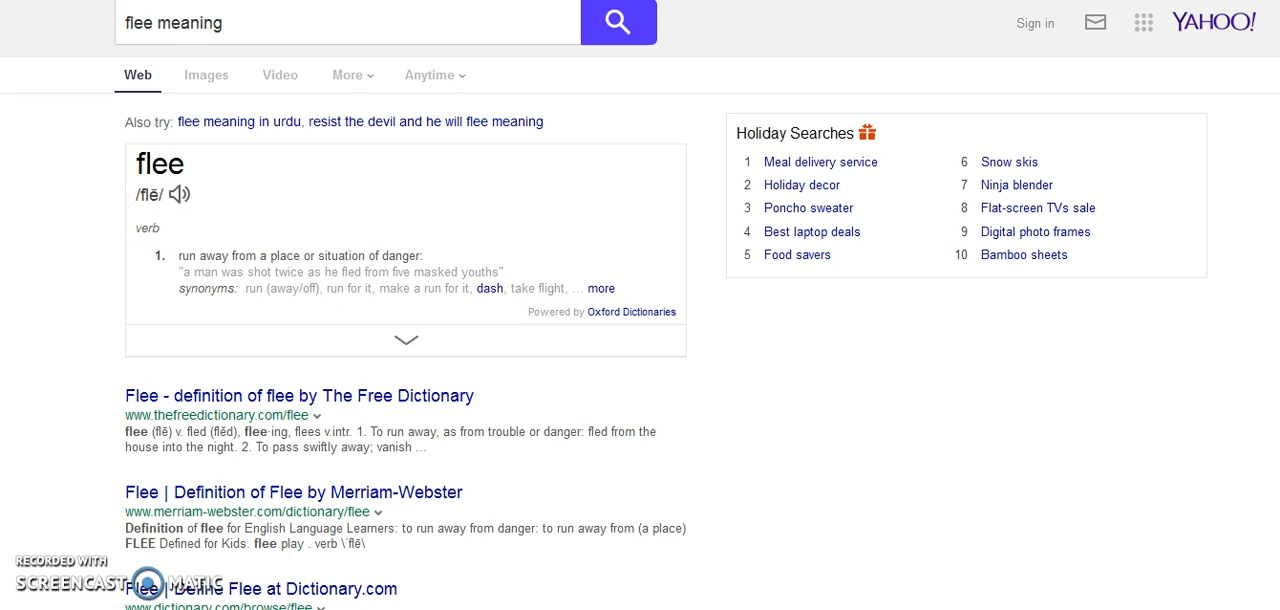 flee meaning
Sign in
YAHOO!
Web Images Video More Anytime
Also try: flee meaning in urdu, resist the devil and he will flee meaning
flee
/flē/
verb
1. run away from a place or situation of danger:
"a man was shot twice as he fled from five masked youths"
synonyms: run (away/off), run for it, make a run for it, dash, take flight, ... more
Powered by Oxford Dictionaries
Holiday Searches
1 Meal delivery service
2 Holiday decor
3 Poncho sweater
4 Best laptop deals
5 Food savers
6 Snow skis
7 Ninja blender
8 Flat-screen TVs sale
9 Digital photo frames
10 Bamboo sheets
Flee - definition of flee by The Free Dictionary
www.thefreedictionary.com/flee
flee (flē) v. fled (flĕd), flee·ing, flees v.intr. 1. To run away, as from trouble or danger: fled from the
house into the night. 2. To pass swiftly away; vanish ...
Flee | Definition of Flee by Merriam-Webster
www.merriam-webster.com/dictionary/flee
Definition of flee for English Language Learners: to run away from danger: to run away from (a place)
FLEE Defined for Kids. flee play . verb \ˈflē\
Flee | Define Flee at Dictionary.com
www.dictionary.com/browse/flee
RECORDED WITH
SCREENCAST MATIC